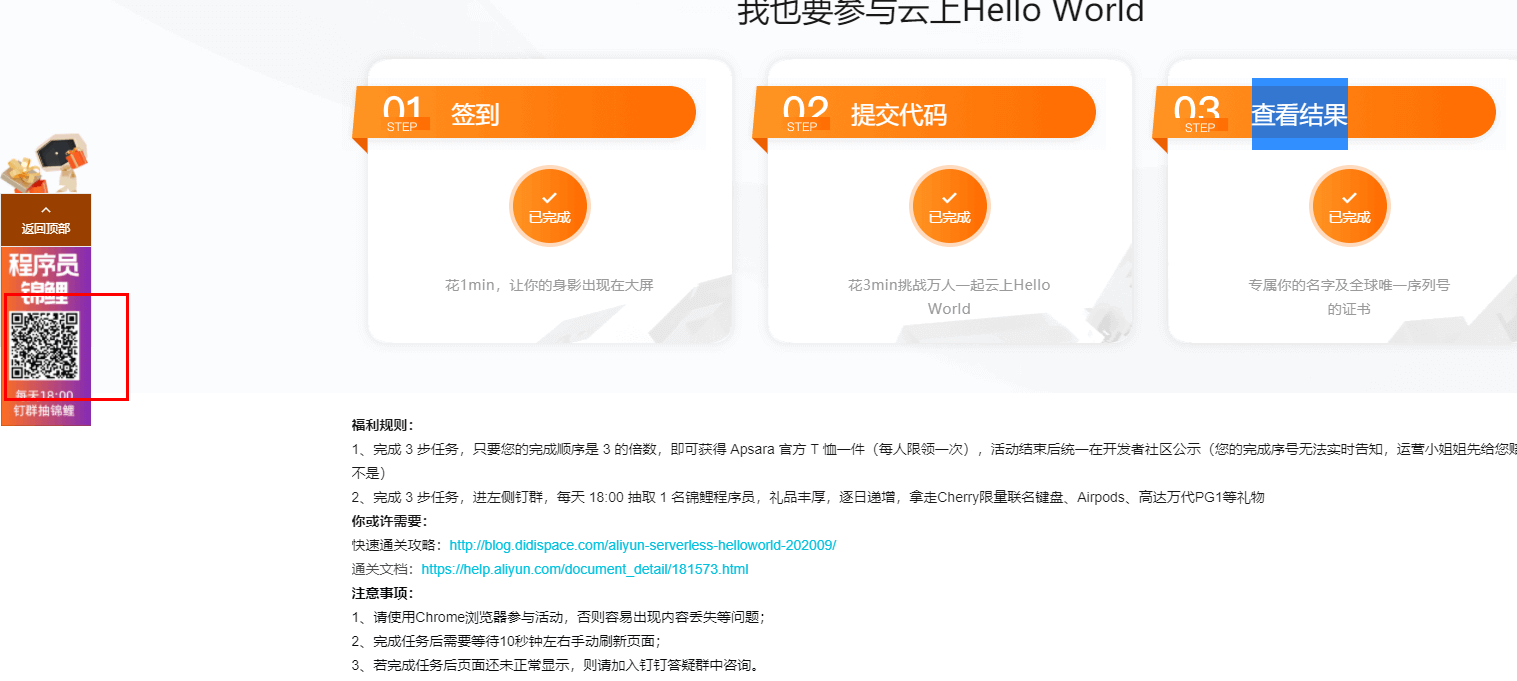 我也要参与云上Hello World
01
STEP
签到
已完成
花1min，让你的身影出现在大屏
02
STEP
提交代码
已完成
花3min挑战万人一起云上Hello
World
03
STEP
查看结果
已完成
专属你的名字及全球唯一序列号
的证书
返回顶部
程序员
锦鲤
每天18:00
钉群抽锦鲤
福利规则：
1、完成 3 步任务，只要您的完成顺序是 3 的倍数，即可获得 Apsara 官方 T 恤一件（每人限领一次），活动结束后统一在开发者社区公示（您的完成序号无法实时告知，运营小姐姐先给您赔
不是）
2、完成 3 步任务，进左侧钉群，每天 18:00 抽取 1 名锦鲤程序员，礼品丰厚，逐日递增，拿走Cherry限量联名键盘、Airpods、高达万代PG1等礼物
你或许需要：
快速通关攻略：http://blog.didispace.com/aliyun-serverless-helloworld-202009/
通关文档：https://help.aliyun.com/document_detail/181573.html
注意事项：
1、请使用Chrome浏览器参与活动，否则容易出现内容丢失等问题；
2、完成任务后需要等待10秒钟左右手动刷新页面；
3、若完成任务后页面还未正常显示，则请加入钉钉答疑群中咨询。